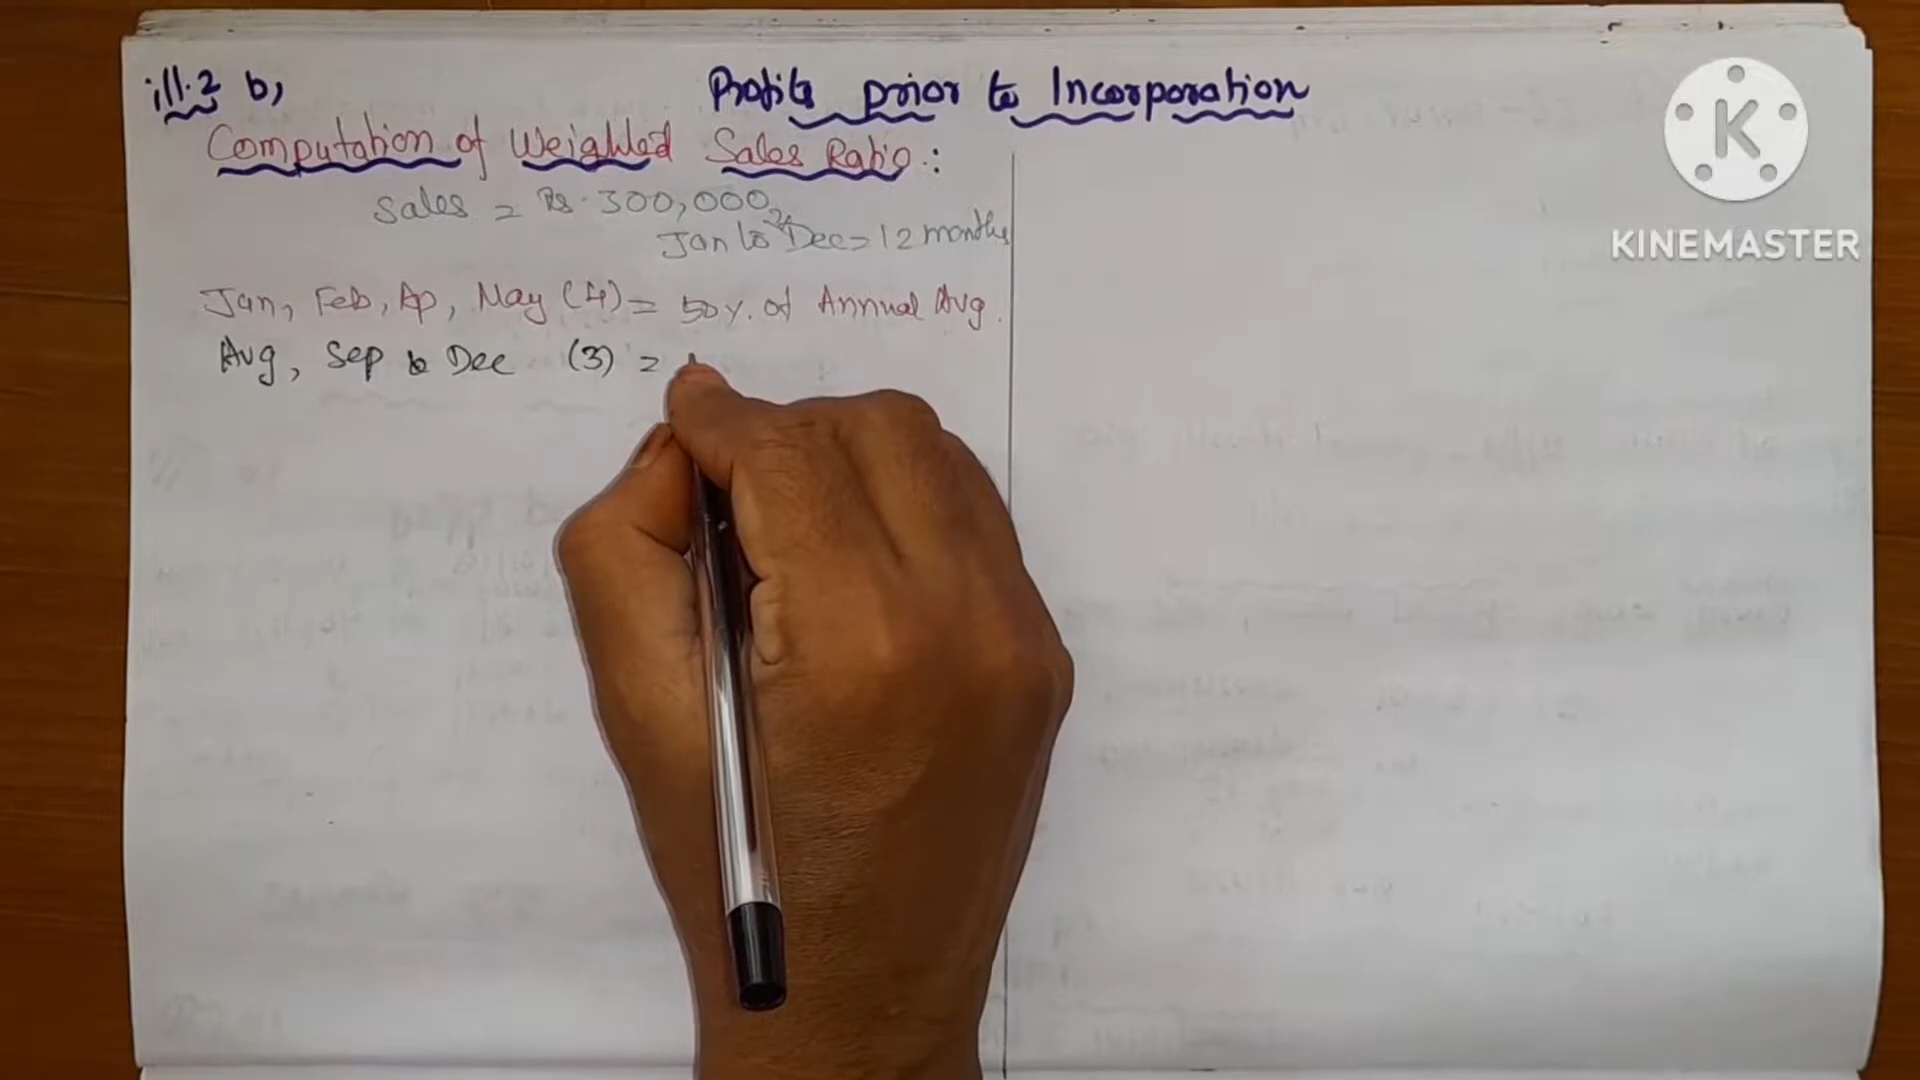 ill.2 b, Profits prior to Incorporation
Computation of Weighted Sales Ratio :
Sales = Rs. 300,000
Jan to Dec = 12 months
Jan, Feb, Ap, May (4) = 50%. of Annual Avg.
Aug, Sep & Dec (3) =
K
KINEMASTER